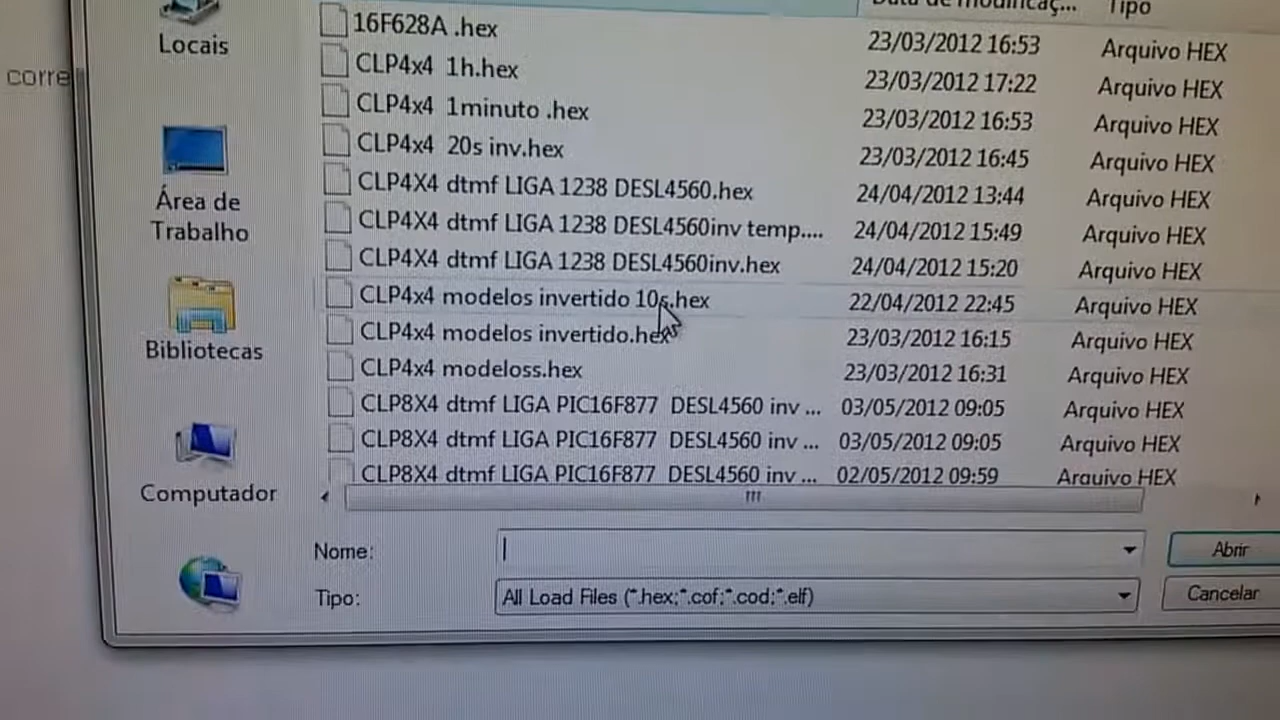 Data de modificaç... Tipo
16F628A .hex 23/03/2012 16:53 Arquivo HEX
CLP4x4 1h.hex 23/03/2012 17:22 Arquivo HEX
CLP4x4 1minuto .hex 23/03/2012 16:53 Arquivo HEX
CLP4x4 20s inv.hex 23/03/2012 16:45 Arquivo HEX
CLP4X4 dtmf LIGA 1238 DESL4560.hex 24/04/2012 13:44 Arquivo HEX
CLP4X4 dtmf LIGA 1238 DESL4560inv temp.... 24/04/2012 15:49 Arquivo HEX
CLP4X4 dtmf LIGA 1238 DESL4560inv.hex 24/04/2012 15:20 Arquivo HEX
CLP4x4 modelos invertido 10s.hex 22/04/2012 22:45 Arquivo HEX
CLP4x4 modelos invertido.hex 23/03/2012 16:15 Arquivo HEX
CLP4x4 modeloss.hex 23/03/2012 16:31 Arquivo HEX
CLP8X4 dtmf LIGA PIC16F877 DESL4560 inv ... 03/05/2012 09:05 Arquivo HEX
CLP8X4 dtmf LIGA PIC16F877 DESL4560 inv ... 03/05/2012 09:05 Arquivo HEX
CLP8X4 dtmf LIGA PIC16F877 DESL4560 inv ... 02/05/2012 09:59 Arquivo HEX
corre
Locais
Área de
Trabalho
Bibliotecas
Computador
Nome: Abrir
Tipo: All Load Files (*.hex;*.cof;*.cod;*.elf) Cancelar